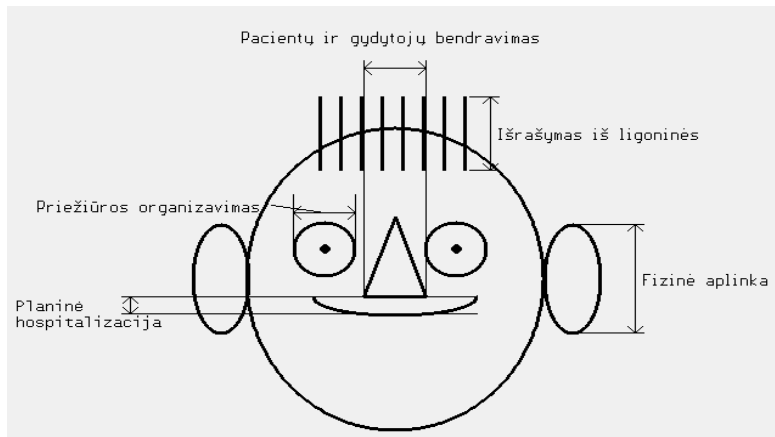 Pacientų ir gydytojų bendravimas
Išrašymas iš ligoninės
Priežiūros organizavimas
Fizinė aplinka
Planinė
hospitalizacija